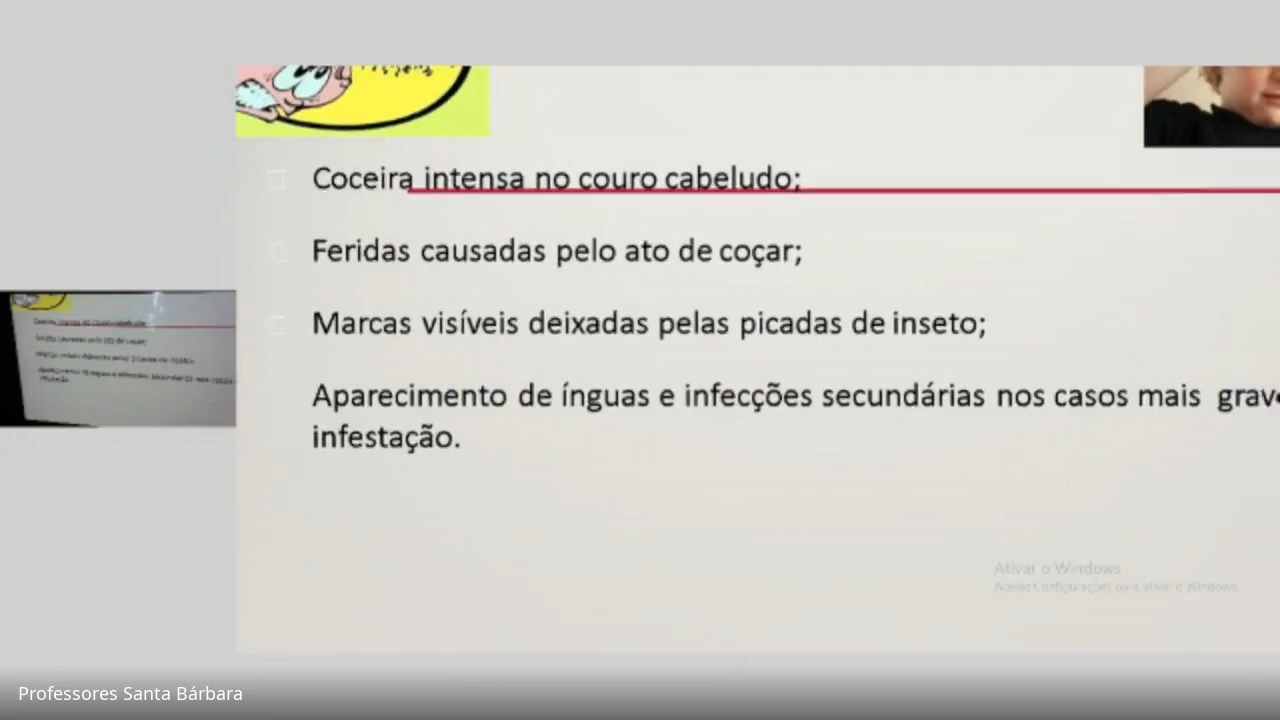 Coceira intensa no couro cabeludo;
Feridas causadas pelo ato de coçar;
Marcas visíveis deixadas pelas picadas de inseto;
Aparecimento de ínguas e infecções secundárias nos casos mais
infestação.
Ativar o Windows
Acesse Configurações para ativar o Windows.
Professores Santa Bárbara